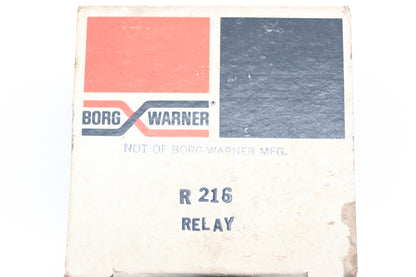 BORG WARNER®
NOT OF BORG-WARNER MFG.
R 216
RELAY